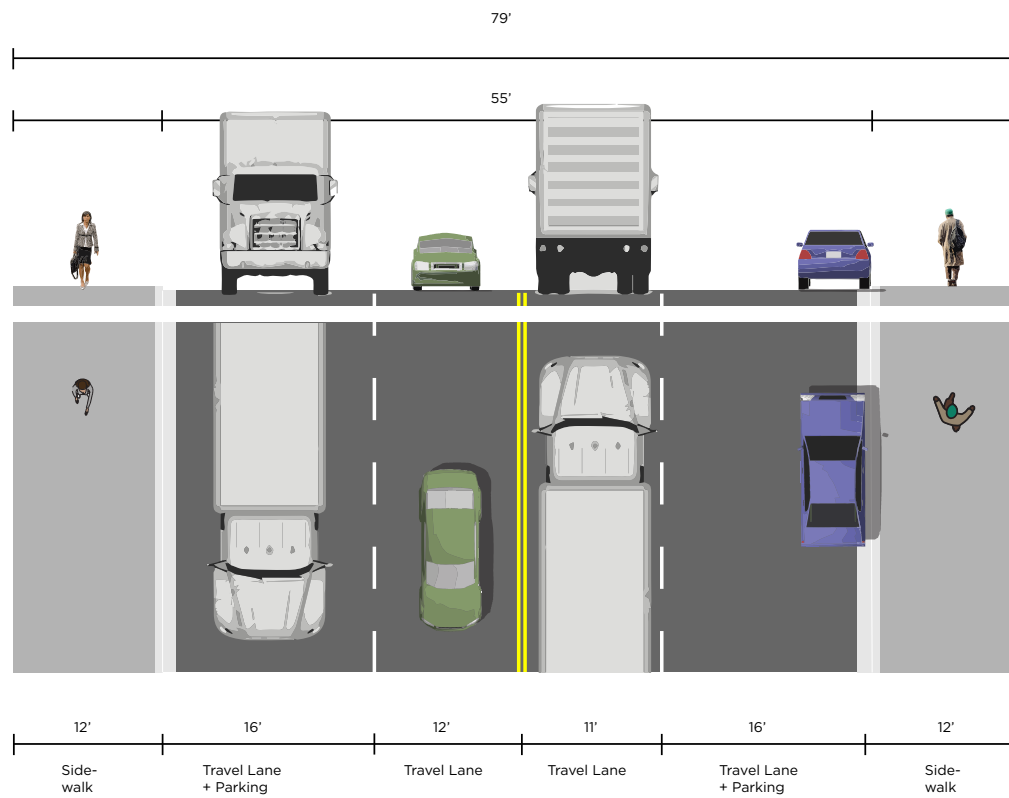 79’
55’
12’ 16’ 12’ 11’ 16’ 12’
Side- Travel Lane Travel Lane Travel Lane Travel Lane Side-
walk + Parking + Parking walk